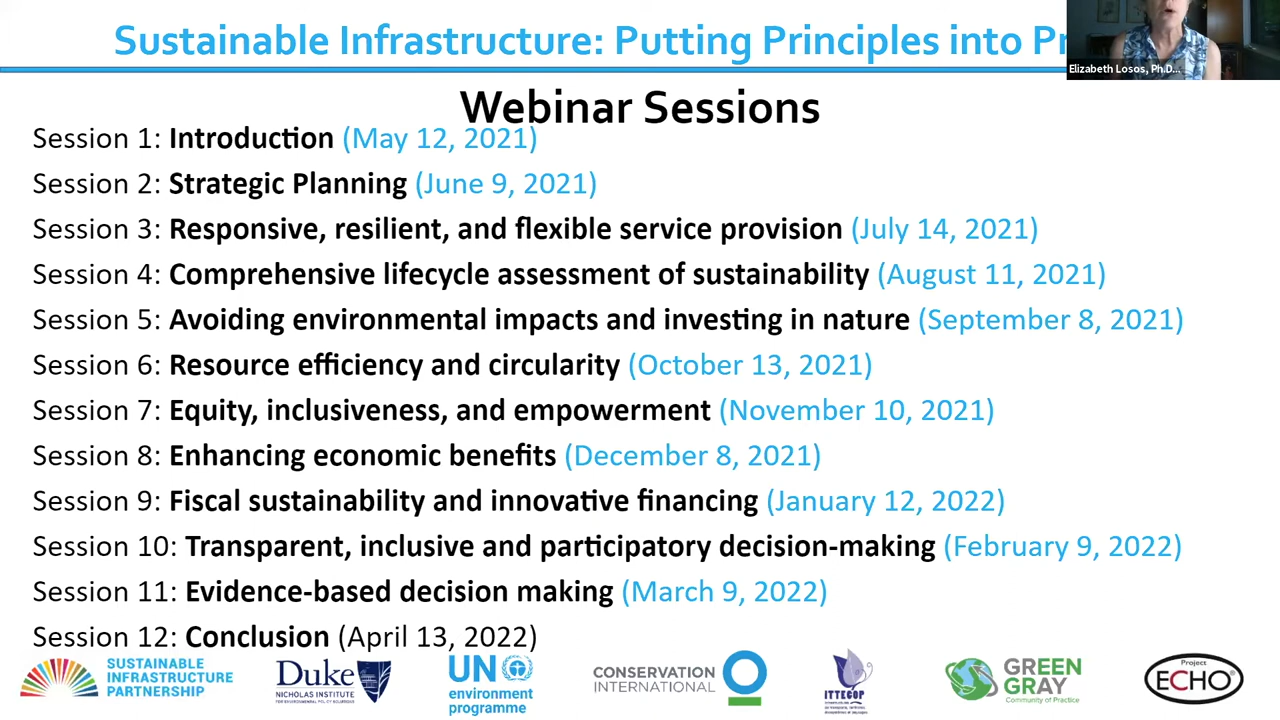 Sustainable Infrastructure: Putting Principles into Pr
Elizabeth Losos, Ph.D...
Webinar Sessions
Session 1: Introduction (May 12, 2021)
Session 2: Strategic Planning (June 9, 2021)
Session 3: Responsive, resilient, and flexible service provision (July 14, 2021)
Session 4: Comprehensive lifecycle assessment of sustainability (August 11, 2021)
Session 5: Avoiding environmental impacts and investing in nature (September 8, 2021)
Session 6: Resource efficiency and circularity (October 13, 2021)
Session 7: Equity, inclusiveness, and empowerment (November 10, 2021)
Session 8: Enhancing economic benefits (December 8, 2021)
Session 9: Fiscal sustainability and innovative financing (January 12, 2022)
Session 10: Transparent, inclusive and participatory decision-making (February 9, 2022)
Session 11: Evidence-based decision making (March 9, 2022)
Session 12: Conclusion (April 13, 2022)
SUSTAINABLE
INFRASTRUCTURE
PARTNERSHIP
Duke
NICHOLAS INSTITUTE
FOR ENVIRONMENTAL POLICY SOLUTIONS
UN
environment
programme
CONSERVATION
INTERNATIONAL
ITTECOP
GREEN
GRAY
Community of Practice
Project
ECHO®